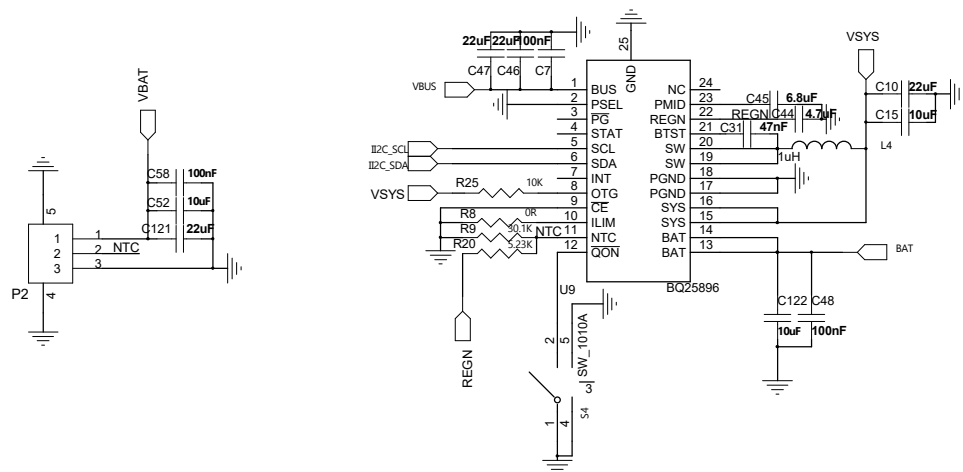 VBAT
C58 100nF
C52 10uF
C121 22uF
5
1 1
2 2 NTC
3 3
P2
4
22uF 22uF 100nF
C47 C46 C7
VBUS
25
GND
VSYS
C10 22uF
C15 10uF
L4
1uH
1 BUS
2 PSEL
3 PG
4 STAT
5 SCL
6 SDA
7 INT
8 OTG
9 CE
10 ILIM
11 NTC
12 QON
NC 24
PMID 23
REGN 22
BTST 21
SW 20
SW 19
PGND 18
PGND 17
SYS 16
SYS 15
BAT 14
BAT 13
C45 6.8uF
REGN C44 4.7uF
C31 47nF
II2C_SCL
II2C_SDA
VSYS
R25 10K
R8 0R
R9 30.1K NTC
R20 5.23K
U9
BQ25896
BAT
C122 C48
10uF 100nF
REGN
2
5
SW_1010A
3
S4
1
4